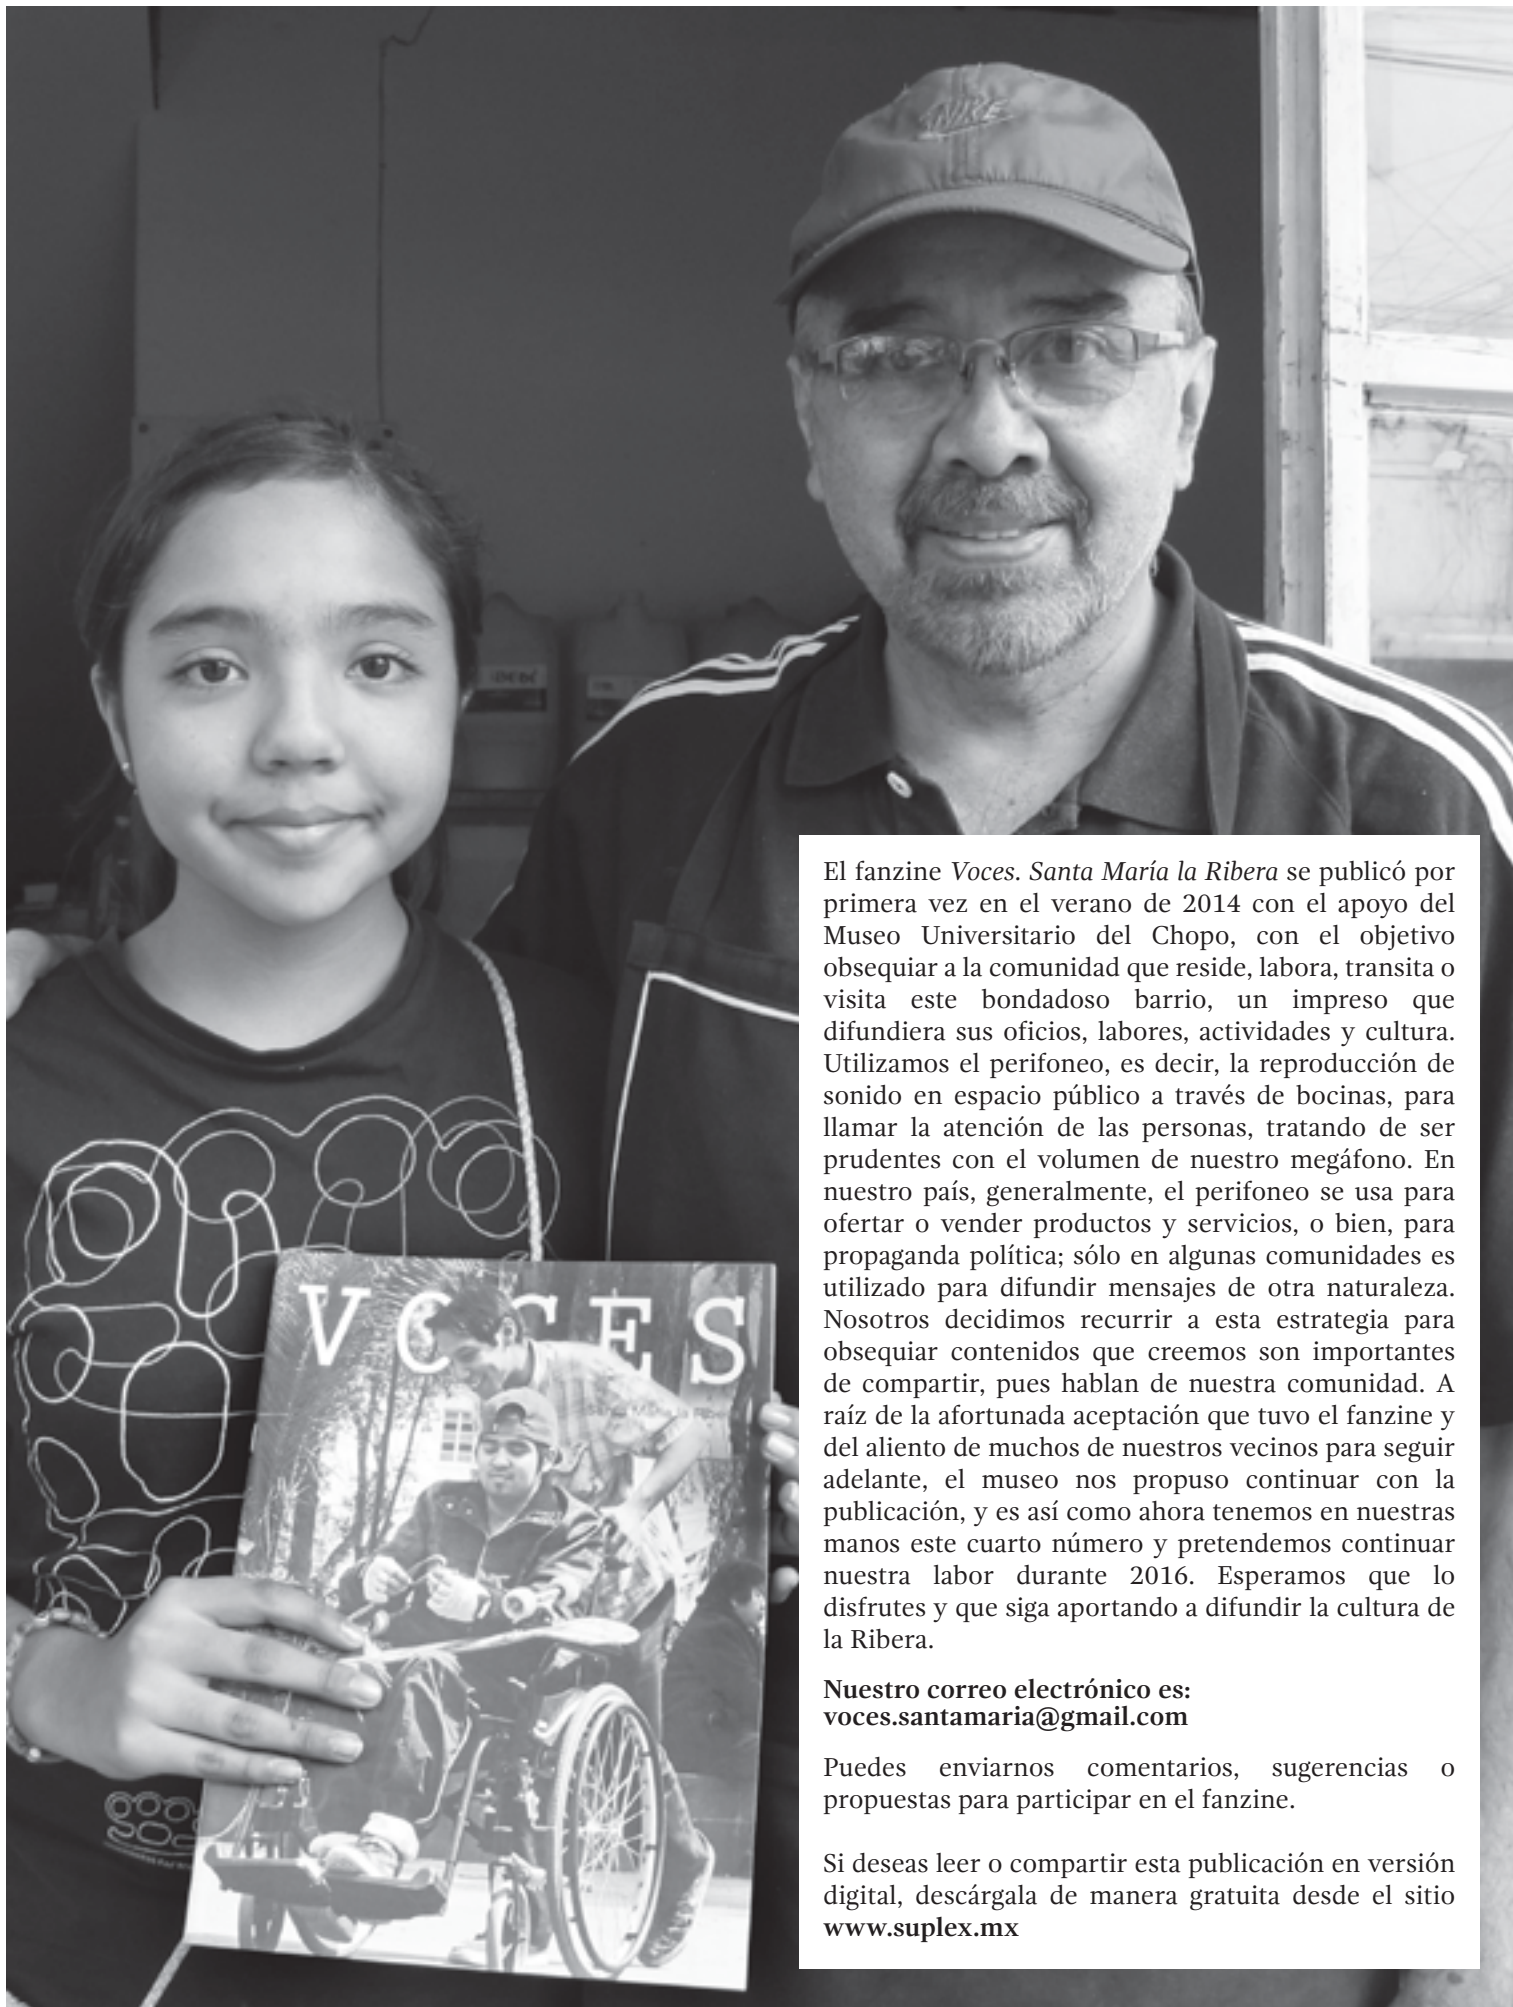 NIKE
VOCES
El fanzine Voces. Santa María la Ribera se publicó por
primera vez en el verano de 2014 con el apoyo del
Museo Universitario del Chopo, con el objetivo
obsequiar a la comunidad que reside, labora, transita o
visita este bondadoso barrio, un impreso que
difundiera sus oficios, labores, actividades y cultura.
Utilizamos el perifoneo, es decir, la reproducción de
sonido en espacio público a través de bocinas, para
llamar la atención de las personas, tratando de ser
prudentes con el volumen de nuestro megáfono. En
nuestro país, generalmente, el perifoneo se usa para
ofertar o vender productos y servicios, o bien, para
propaganda política; sólo en algunas comunidades es
utilizado para difundir mensajes de otra naturaleza.
Nosotros decidimos recurrir a esta estrategia para
obsequiar contenidos que creemos son importantes
de compartir, pues hablan de nuestra comunidad. A
raíz de la afortunada aceptación que tuvo el fanzine y
del aliento de muchos de nuestros vecinos para seguir
adelante, el museo nos propuso continuar con la
publicación, y es así como ahora tenemos en nuestras
manos este cuarto número y pretendemos continuar
nuestra labor durante 2016. Esperamos que lo
disfrutes y que siga aportando a difundir la cultura de
la Ribera.
Nuestro correo electrónico es:
voces.santamaria@gmail.com
Puedes enviarnos comentarios, sugerencias o
propuestas para participar en el fanzine.
Si deseas leer o compartir esta publicación en versión
digital, descárgala de manera gratuita desde el sitio
www.suplex.mx